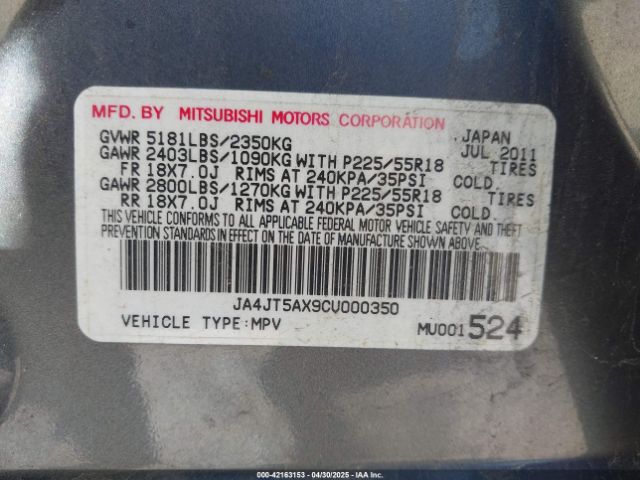 MFD. BY MITSUBISHI MOTORS CORPORATION
GVWR 5181LBS/2350KG JAPAN
GAWR 2403LBS/1090KG WITH P225/55R18 JUL 2011
FR 18X7.0J RIMS AT 240KPA/35PSI COLD. TIRES
GAWR 2800LBS/1270KG WITH P225/55R18 TIRES
RR 18X7.0J RIMS AT 240KPA/35PSI COLD.
THIS VEHICLE CONFORMS TO ALL APPLICABLE FEDERAL MOTOR VEHICLE SAFETY AND THEFT
PREVENTION STANDARDS IN EFFECT ON THE DATE OF MANUFACTURE SHOWN ABOVE.
JA4JT5AX9CU000350
VEHICLE TYPE:MPV MU001524
000-42163153 - 04/30/2025 - IAA Inc.